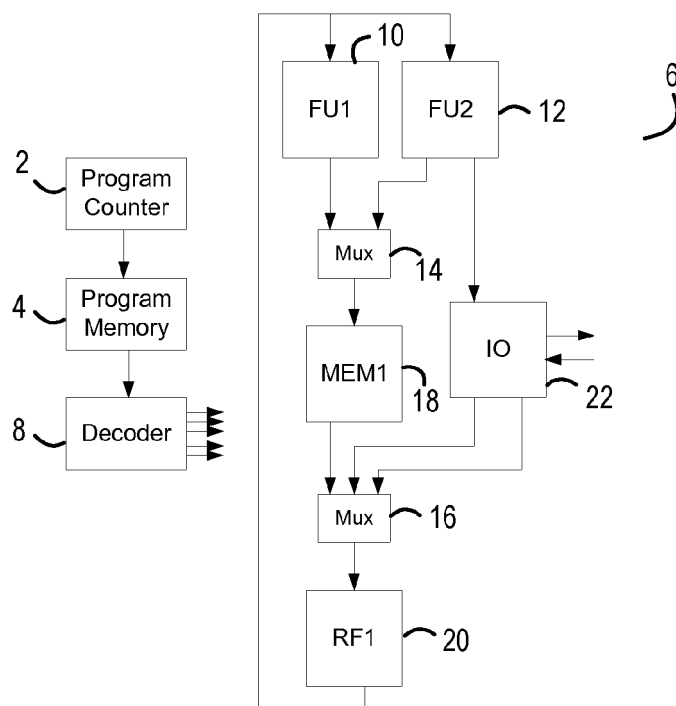 10
6
FU1
FU2
12
2
Program
Counter
Mux
14
4
Program
Memory
IO
MEM1
18
22
8
Decoder
Mux
16
RF1
20